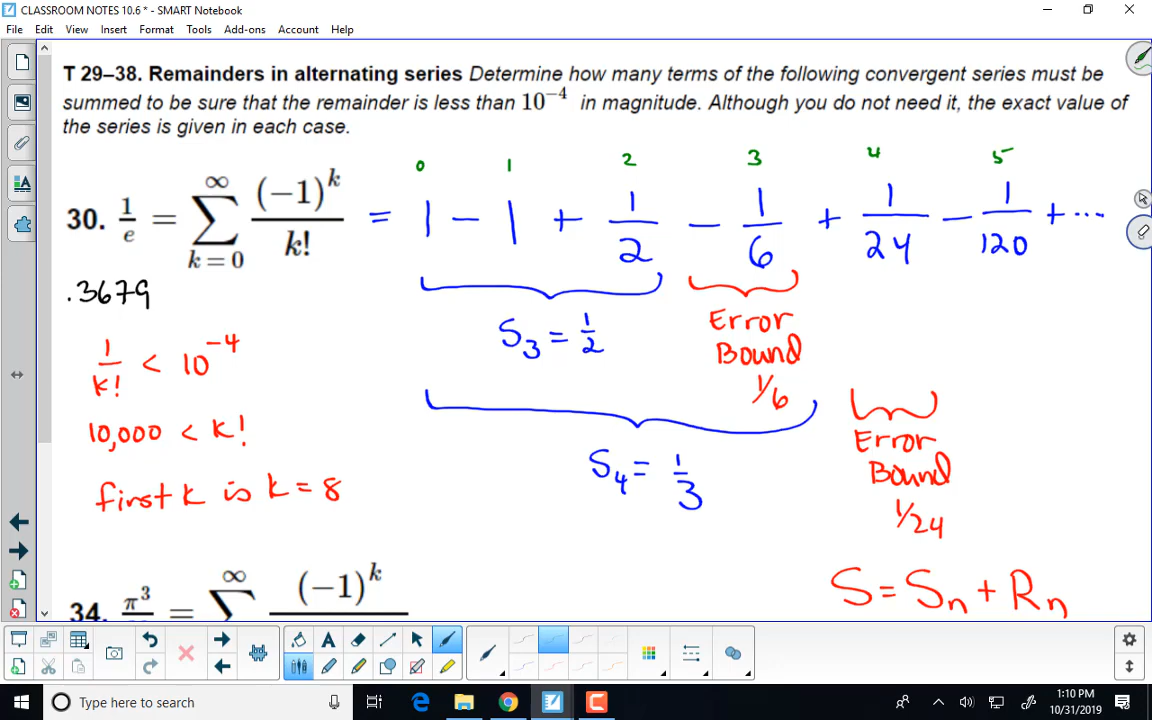 CLASSROOM NOTES 10.6 * - SMART Notebook
File Edit View Insert Format Tools Add-ons Account Help
T 29–38. Remainders in alternating series Determine how many terms of the following convergent series must be
summed to be sure that the remainder is less than 10⁻⁴ in magnitude. Although you do not need it, the exact value of
the series is given in each case.
0 1 2 3 4 5
30. 1/e = ∑_{k=0}^{∞} (−1)^k / k! = 1 − 1 + 1/2 − 1/6 + 1/24 − 1/120 + ...
.3679
S₃ = 1/2
Error
Bound
1/6
1/k! < 10⁻⁴
10,000 < k!
first k is k = 8
S₄ = 1/3
Error
Bound
1/24
S = Sₙ + Rₙ
34. π³ = ∑^{∞} (−1)^k
A
Type here to search
1:10 PM
10/31/2019